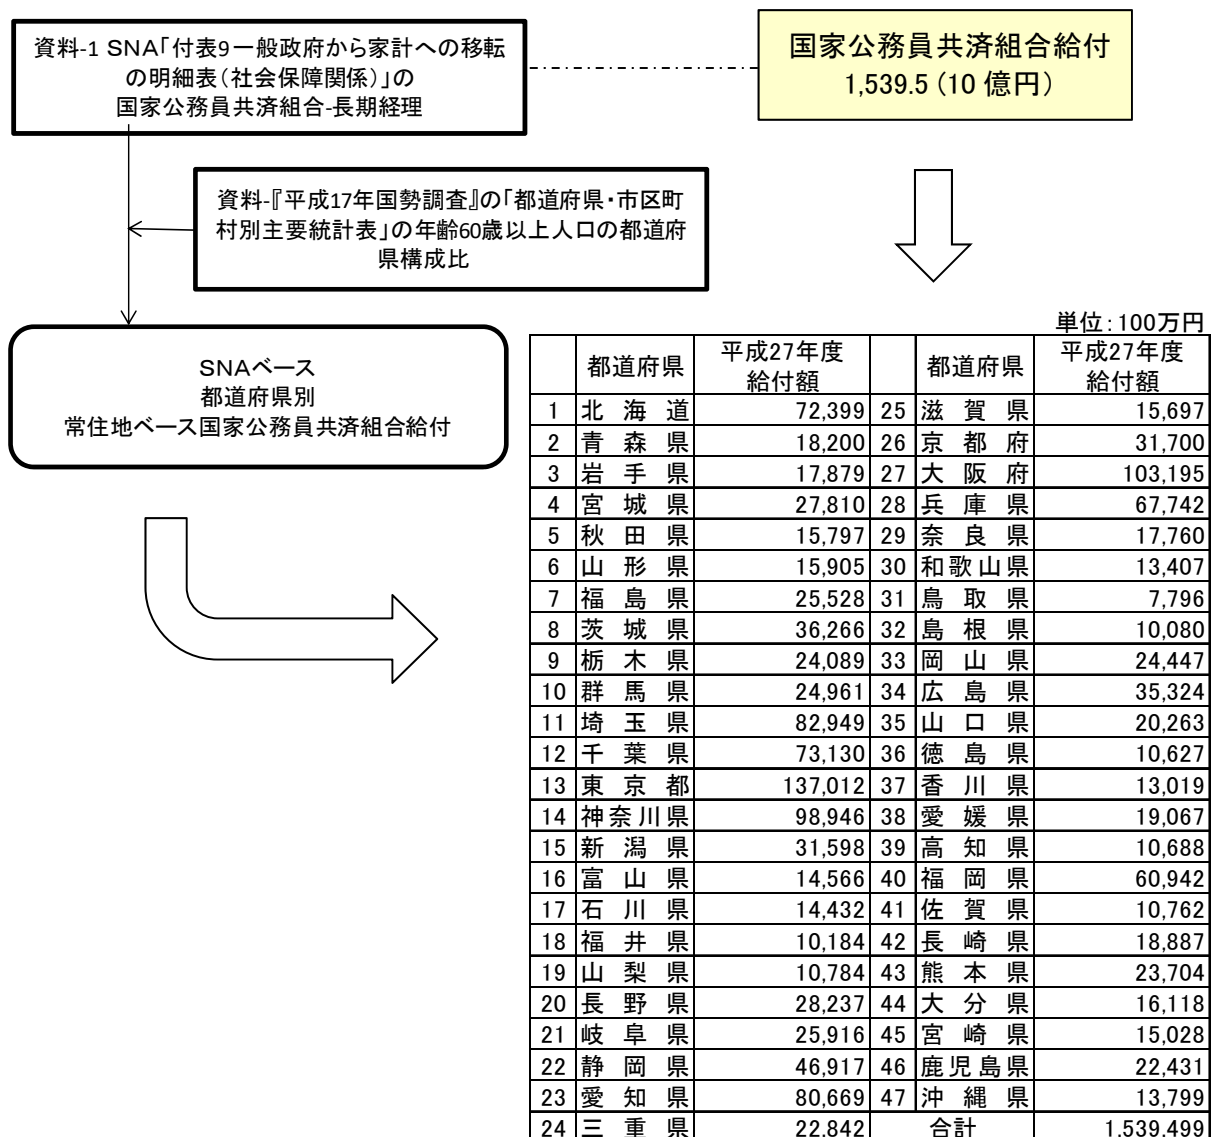 資料-1 SNA「付表9一般政府から家計への移転
の明細表(社会保障関係)」の
国家公務員共済組合-長期経理
国家公務員共済組合給付
1,539.5 (10 億円)
資料-『平成17年国勢調査』の「都道府県・市区町
村別主要統計表」の年齢60歳以上人口の都道府
県構成比
SNAベース
都道府県別
常住地ベース国家公務員共済組合給付
単位:100万円
都道府県 平成27年度 給付額 都道府県 平成27年度 給付額
1 北海道 72,399 25 滋賀県 15,697
2 青森県 18,200 26 京都府 31,700
3 岩手県 17,879 27 大阪府 103,195
4 宮城県 27,810 28 兵庫県 67,742
5 秋田県 15,797 29 奈良県 17,760
6 山形県 15,905 30 和歌山県 13,407
7 福島県 25,528 31 鳥取県 7,796
8 茨城県 36,266 32 島根県 10,080
9 栃木県 24,089 33 岡山県 24,447
10 群馬県 24,961 34 広島県 35,324
11 埼玉県 82,949 35 山口県 20,263
12 千葉県 73,130 36 徳島県 10,627
13 東京都 137,012 37 香川県 13,019
14 神奈川県 98,946 38 愛媛県 19,067
15 新潟県 31,598 39 高知県 10,688
16 富山県 14,566 40 福岡県 60,942
17 石川県 14,432 41 佐賀県 10,762
18 福井県 10,184 42 長崎県 18,887
19 山梨県 10,784 43 熊本県 23,704
20 長野県 28,237 44 大分県 16,118
21 岐阜県 25,916 45 宮崎県 15,028
22 静岡県 46,917 46 鹿児島県 22,431
23 愛知県 80,669 47 沖縄県 13,799
24 三重県 22,842 合計 1,539,499